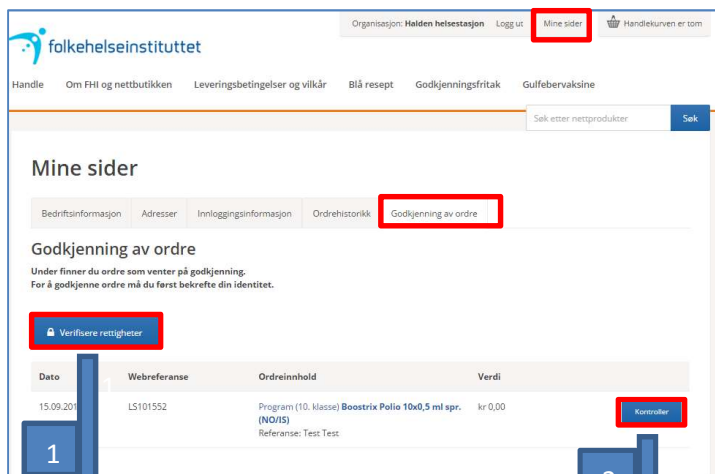 Organisasjon: Halden helsestasjon Logg ut Mine sider Handlekurven er tom
folkehelseinstituttet
Handle Om FHI og nettbutikken Leveringsbetingelser og vilkår Blå resept Godkjenningsfritak Gulfebervaksine
Søk etter nettprodukter Søk
Mine sider
Bedriftsinformasjon Adresser Innloggingsinformasjon Ordrehistorikk Godkjenning av ordre
Godkjenning av ordre
Under finner du ordre som venter på godkjenning.
For å godkjenne ordre må du først bekrefte din identitet.
Verifisere rettigheter
Dato Webreferanse Ordreinnhold Verdi
1
15.09.201 LS101552 Program (10. klasse) Boostrix Polio 10x0,5 ml spr. kr 0,00 Kontroller
(NO/IS)
Referanse: Test Test
1